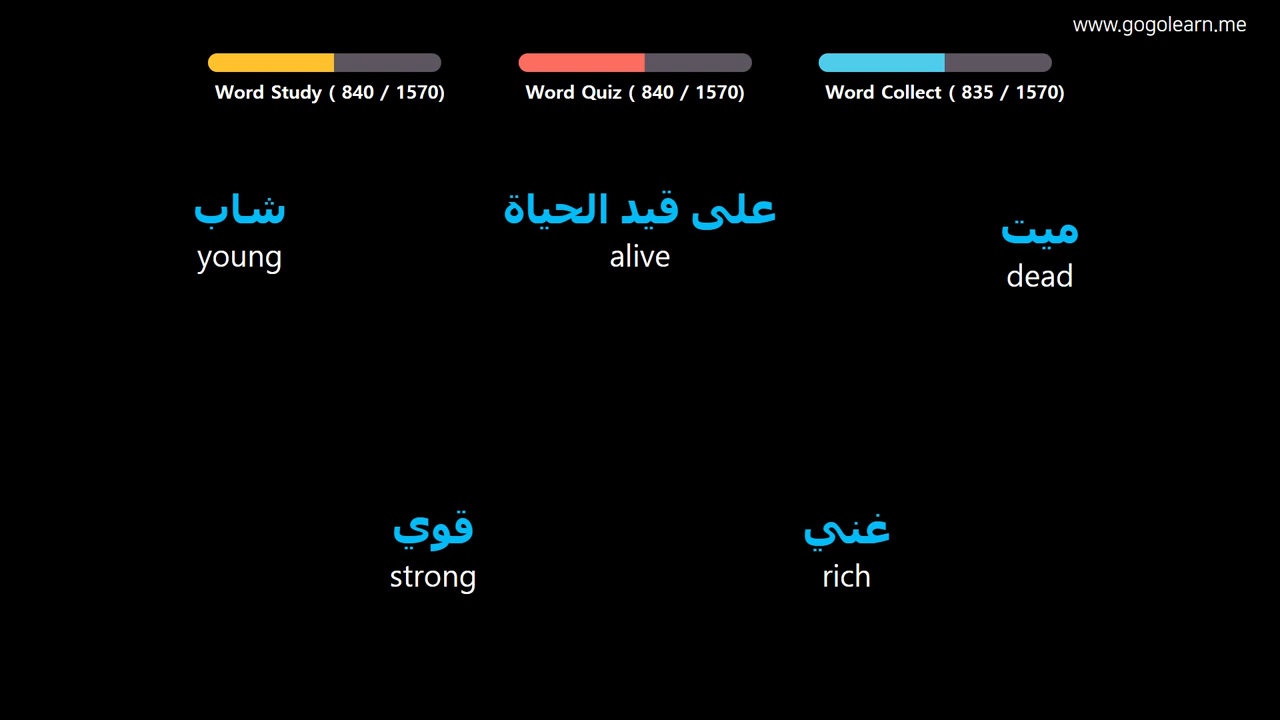 www.gogolearn.me
Word Study ( 840 / 1570)
Word Quiz ( 840 / 1570)
Word Collect ( 835 / 1570)
شاب
young
على قيد الحياة
alive
ميت
dead
قوي
strong
غني
rich